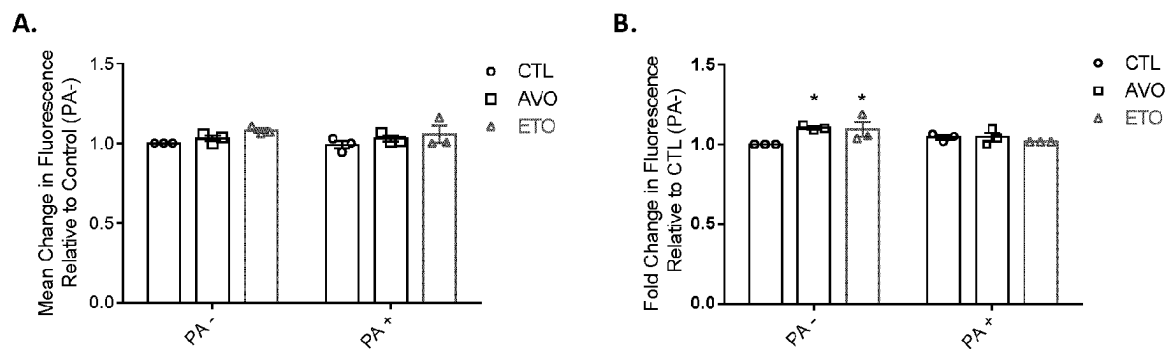 A.
Mean Change in Fluorescence
Relative to Control (PA-)
1.5
1.0
0.5
0.0
PA -
PA +
CTL
AVO
ETO
B.
Fold Change in Fluorescence
Relative to CTL (PA-)
1.5
1.0
0.5
0.0
* *
PA -
PA +
CTL
AVO
ETO